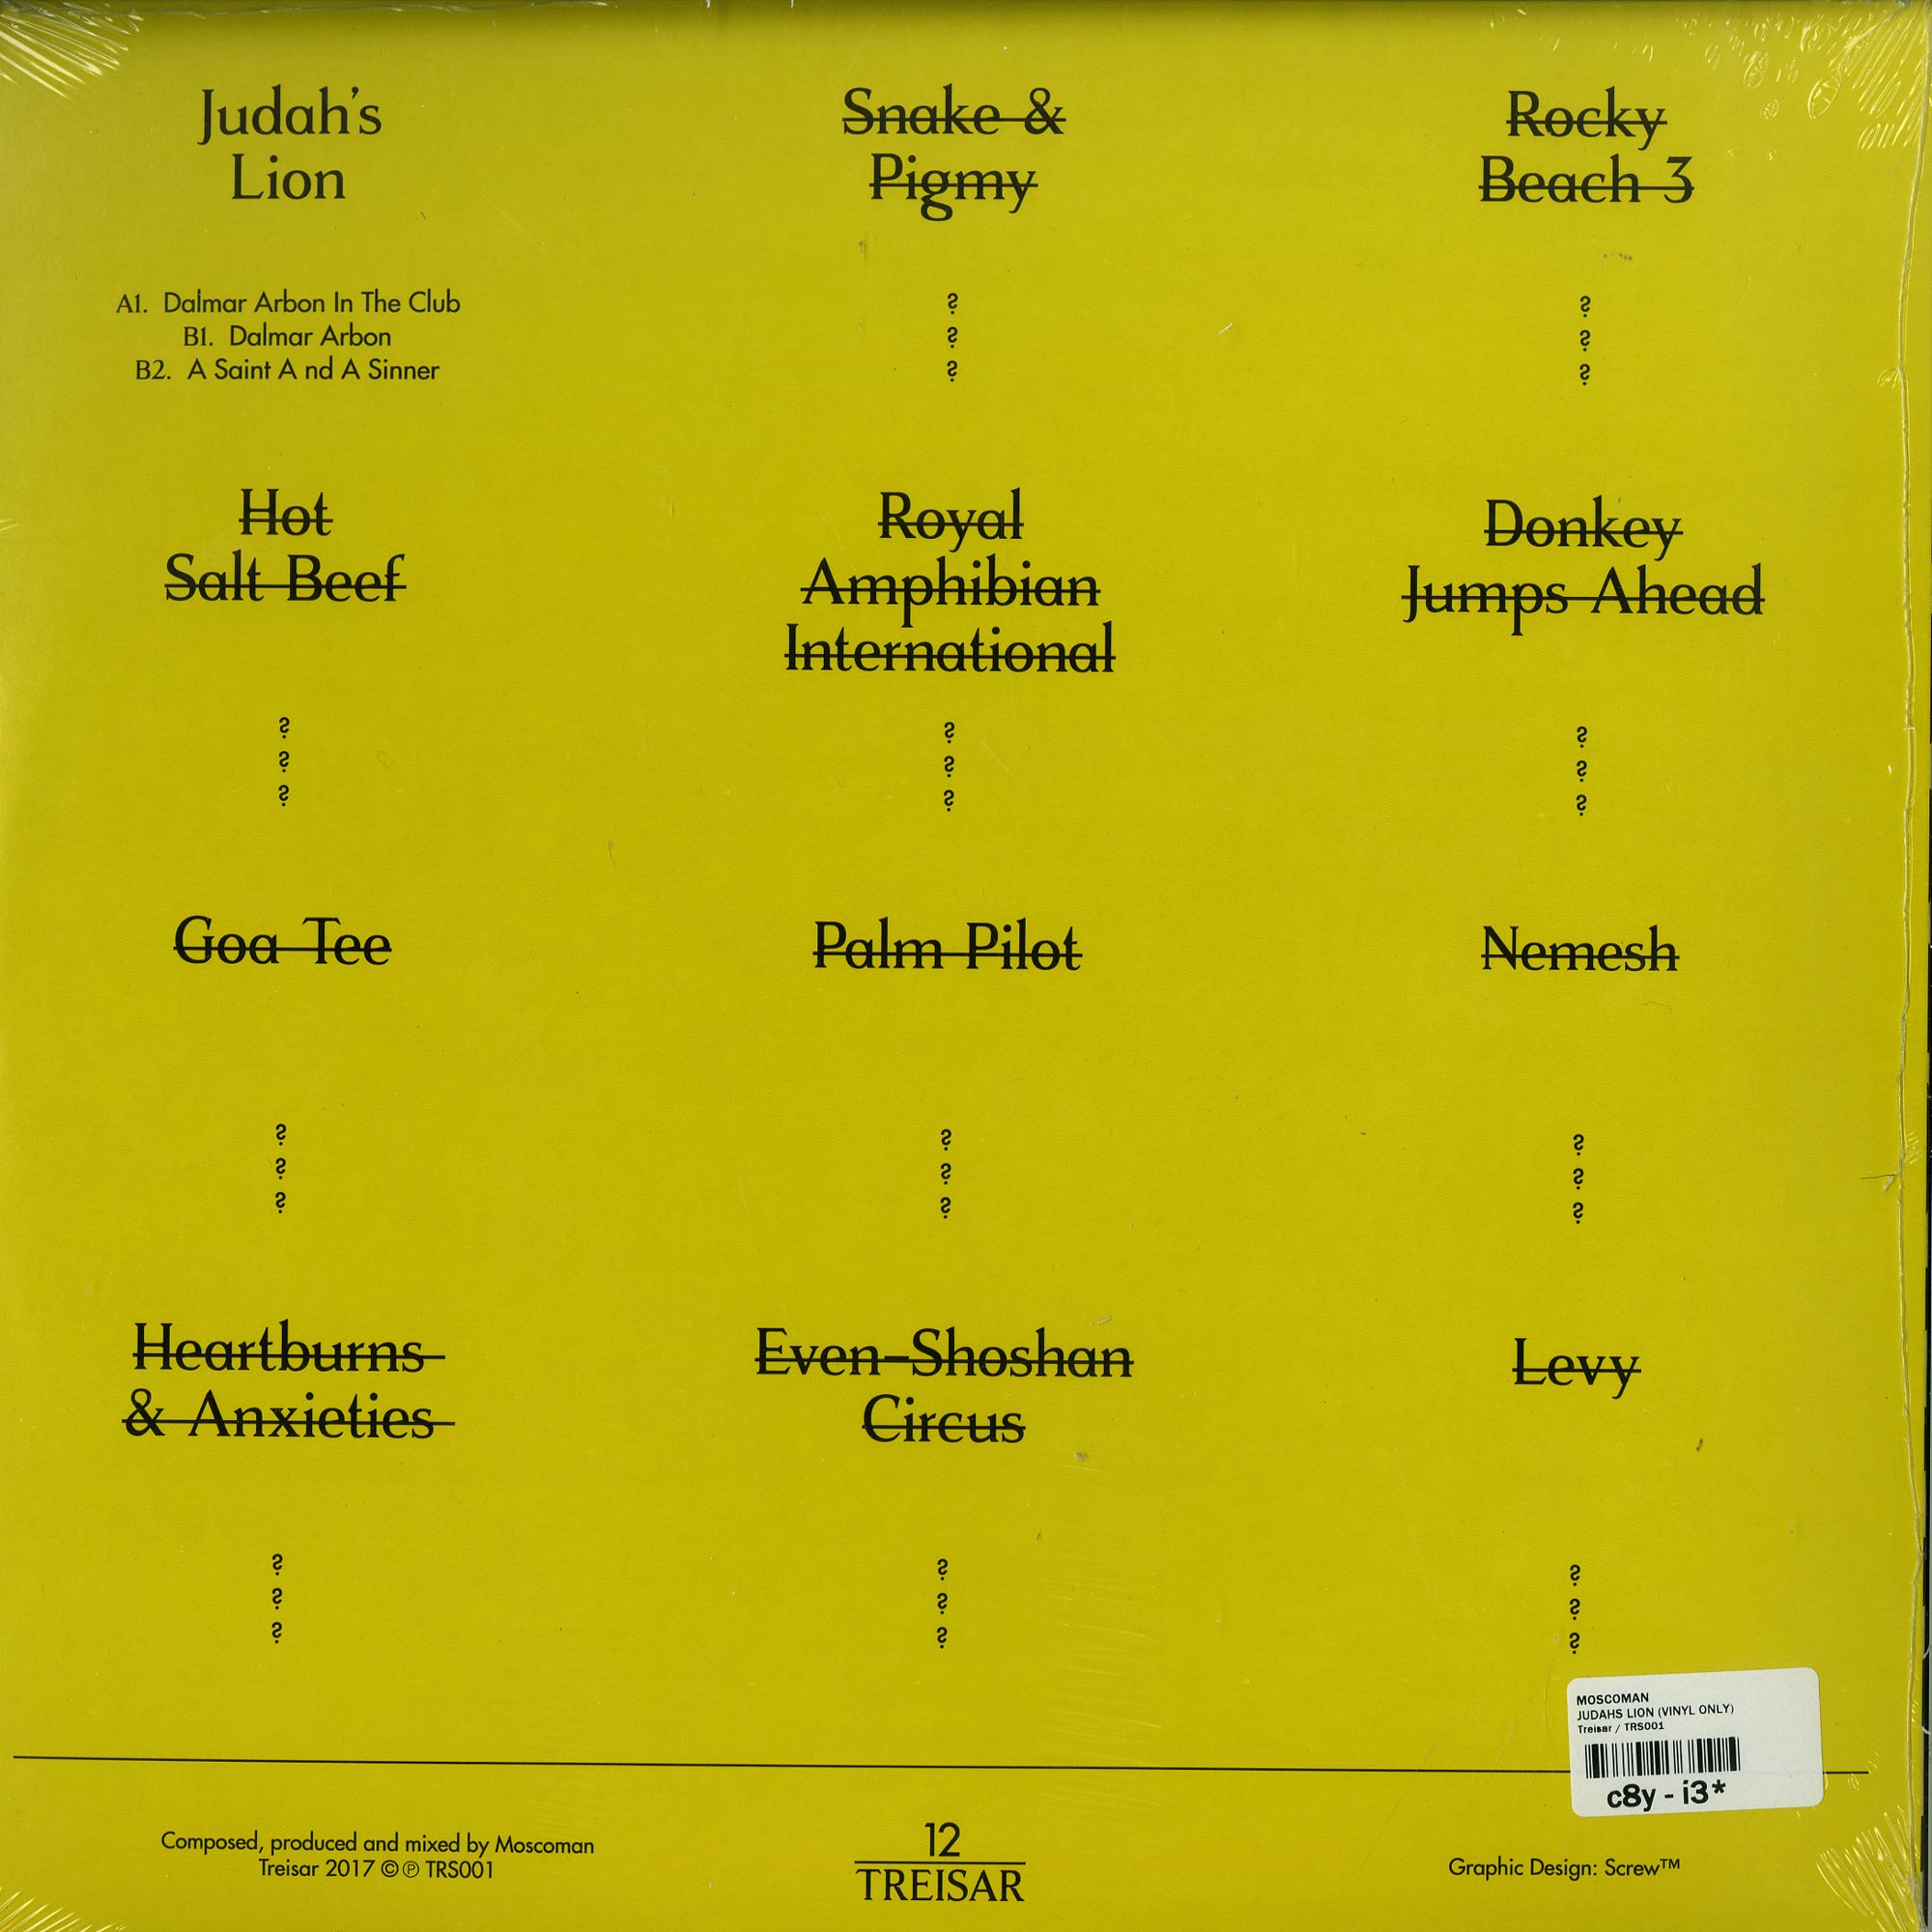 Judah's
Lion
A1. Dalmar Arbon In The Club
B1. Dalmar Arbon
B2. A Saint A nd A Sinner
Snake &
Pigmy
?
?
?
Rocky
Beach 3
?
?
?
Hot
Salt Beef
?
?
?
Royal
Amphibian
International
?
?
?
Donkey
Jumps Ahead
?
?
?
Goa Tee
?
?
?
Palm Pilot
?
?
?
Nemesh
?
?
?
Heartburns
& Anxieties
?
?
?
Even-Shoshan
Circus
?
?
?
Levy
?
?
?
MOSCOMAN
JUDAHS LION (VINYL ONLY)
Treisar / TRS001
c8y - i3*
Composed, produced and mixed by Moscoman
Treisar 2017 ©℗ TRS001
12
TREISAR
Graphic Design: Screw™